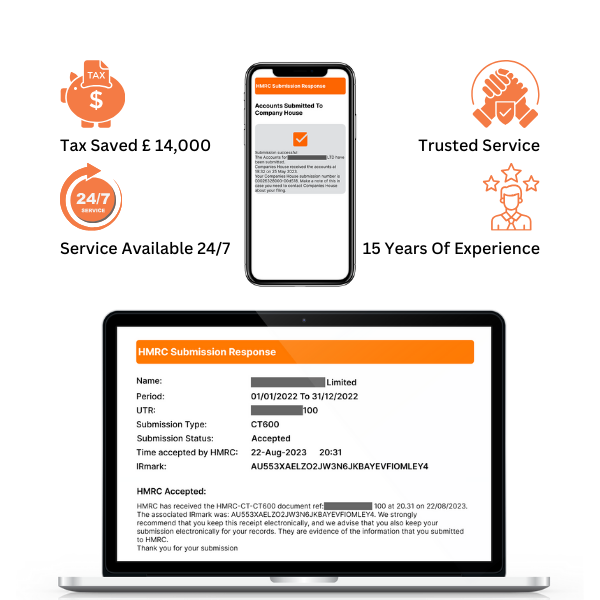 TAX
$
Tax Saved £ 14,000
24/7
SERVICE
Service Available 24/7
HMRC Submission Response
Accounts Submitted To
Company House
Submission successful
The Accounts for LTD have
been submitted.
Companies House received the accounts at
on 25 May 2023.
Your Companies House submission number is
Make a note of this in
case you need to contact Companies House
about your filing.
Trusted Service
15 Years Of Experience
HMRC Submission Response
Name: Limited
Period: 01/01/2022 To 31/12/2022
UTR: 100
Submission Type: CT600
Submission Status: Accepted
Time accepted by HMRC: 22-Aug-2023 20:31
IRmark: AU553XAELZO2JW3N6JKBAYEVFIOMLEY4
HMRC Accepted:
HMRC has received the HMRC-CT-CT600 document ref: 100 at 20.31 on 22/08/2023.
The associated IRmark was: AU553XAELZO2JW3N6JKBAYEVFIOMLEY4. We strongly
recommend that you keep this receipt electronically, and we advise that you also keep your
submission electronically for your records. They are evidence of the information that you submitted
to HMRC.
Thank you for your submission